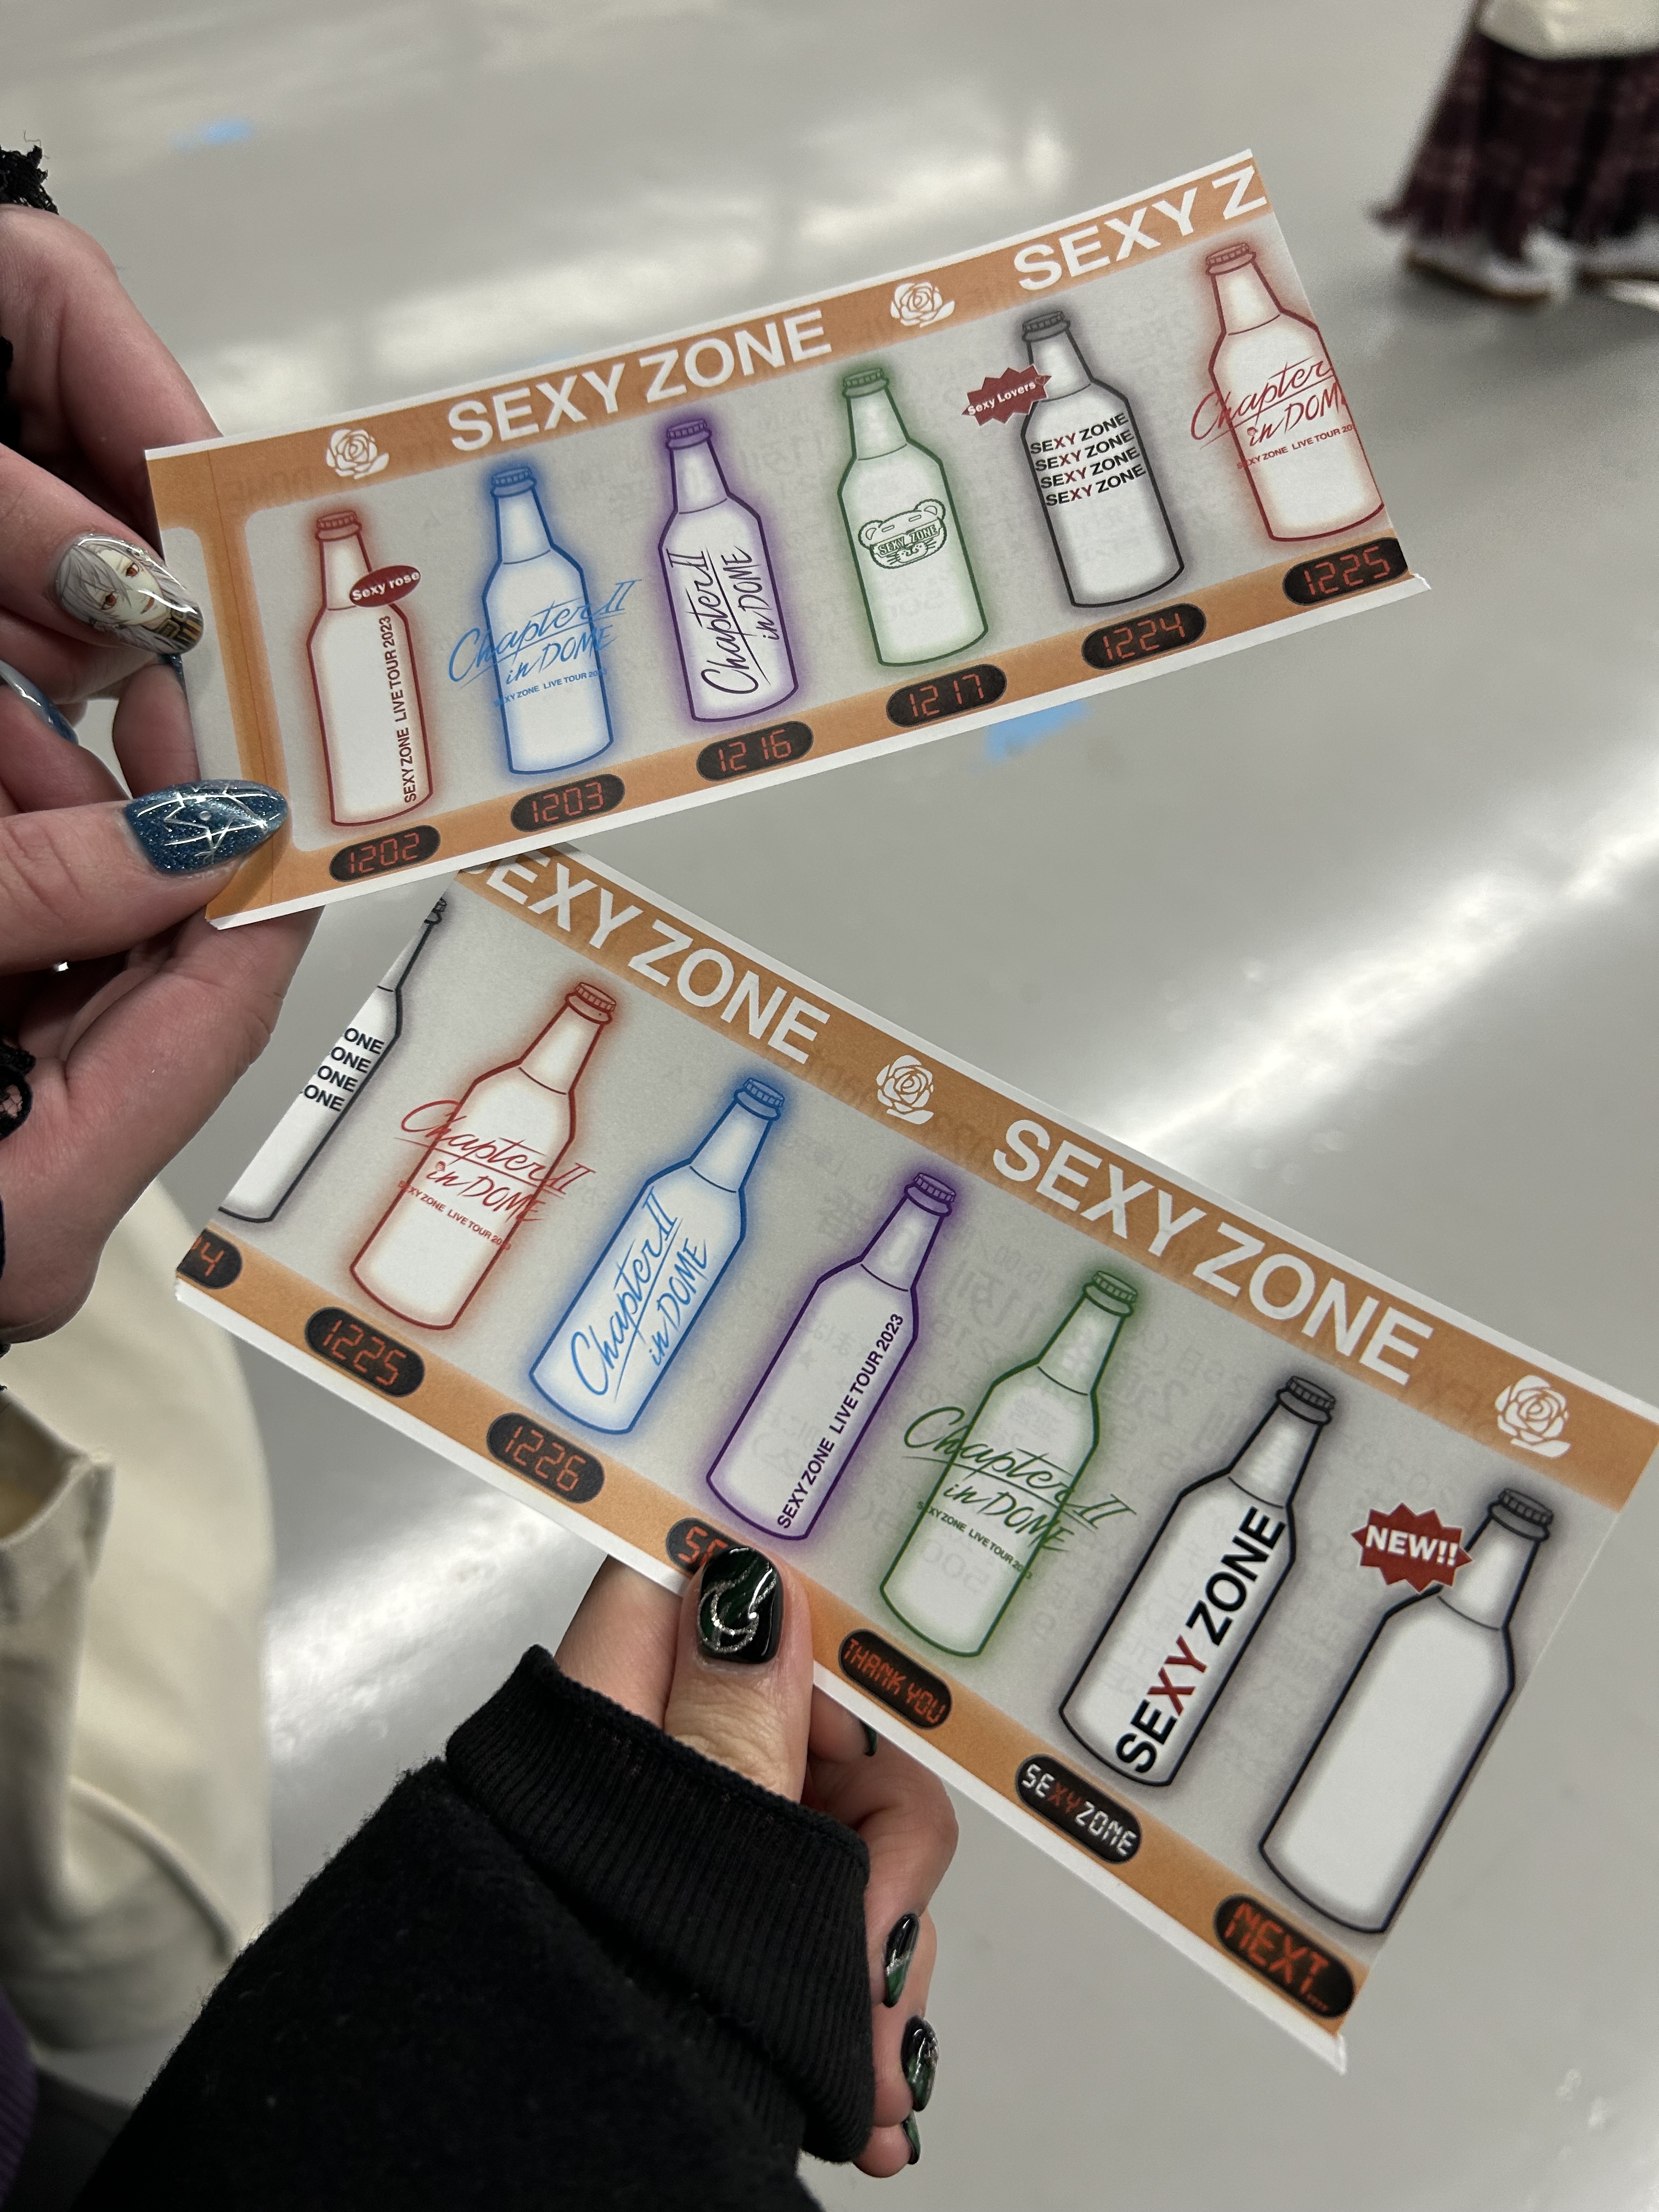 SEXY ZONE SEXY Z
Sexy rose
SEXY ZONE LIVE TOUR 2023
Chapter II
in DOME
SEXY ZONE LIVE TOUR 2023
Chapter II
in DOME
SEXY ZONE
Sexy Lovers
SEXY ZONE
SEXY ZONE
SEXY ZONE
SEXY ZONE
Chapter
in DOME
SEXY ZONE LIVE TOUR 20
1202 1203 1216 1217 1224 1225
SEXY ZONE SEXY ZONE
ONE
ONE
ONE
ONE
Chapter II
in DOME
SEXY ZONE LIVE TOUR 2023
Chapter II
in DOME
SEXY ZONE LIVE TOUR 2023
Chapter II
in DOME
SEXY ZONE LIVE TOUR 2023
SEXY ZONE
NEW!!
4 1225 1226 THANK YOU SEXYZONE NEXT....